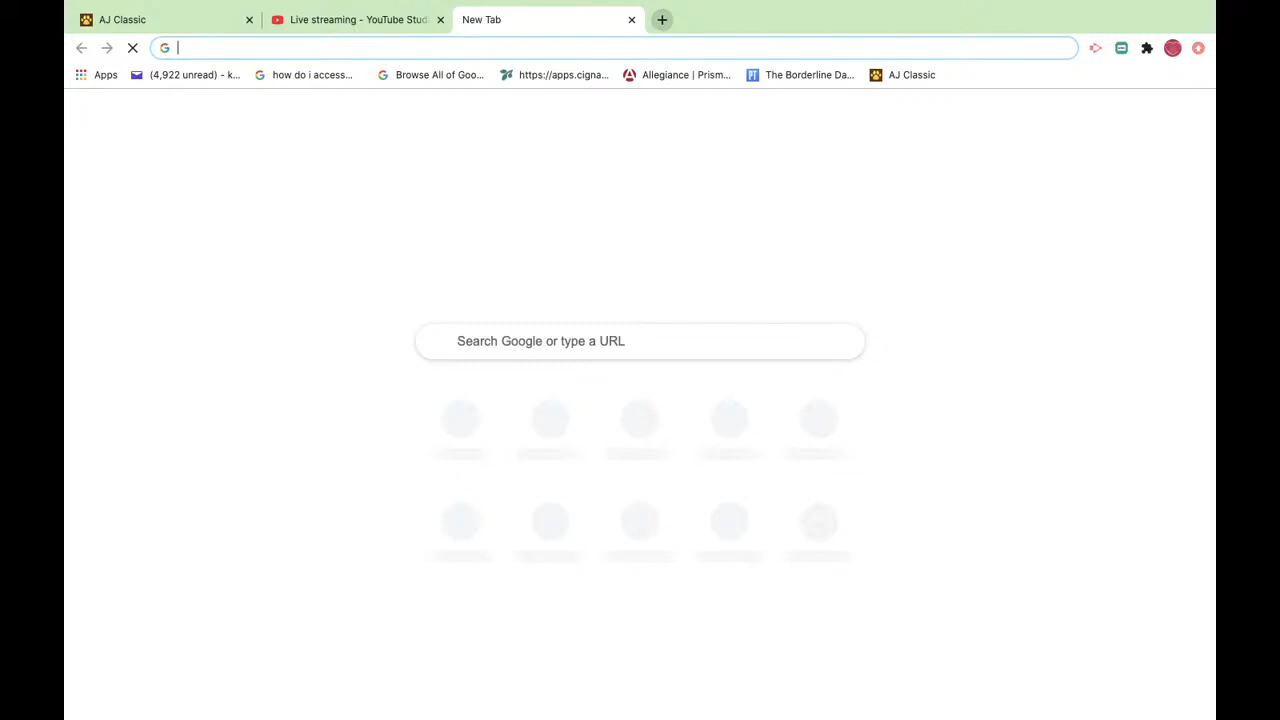 AJ Classic Live streaming - YouTube Stud New Tab
Apps (4,922 unread) - k... how do i access... Browse All of Goo... https://apps.cigna... Allegiance | Prism... The Borderline Da... AJ Classic
Search Google or type a URL